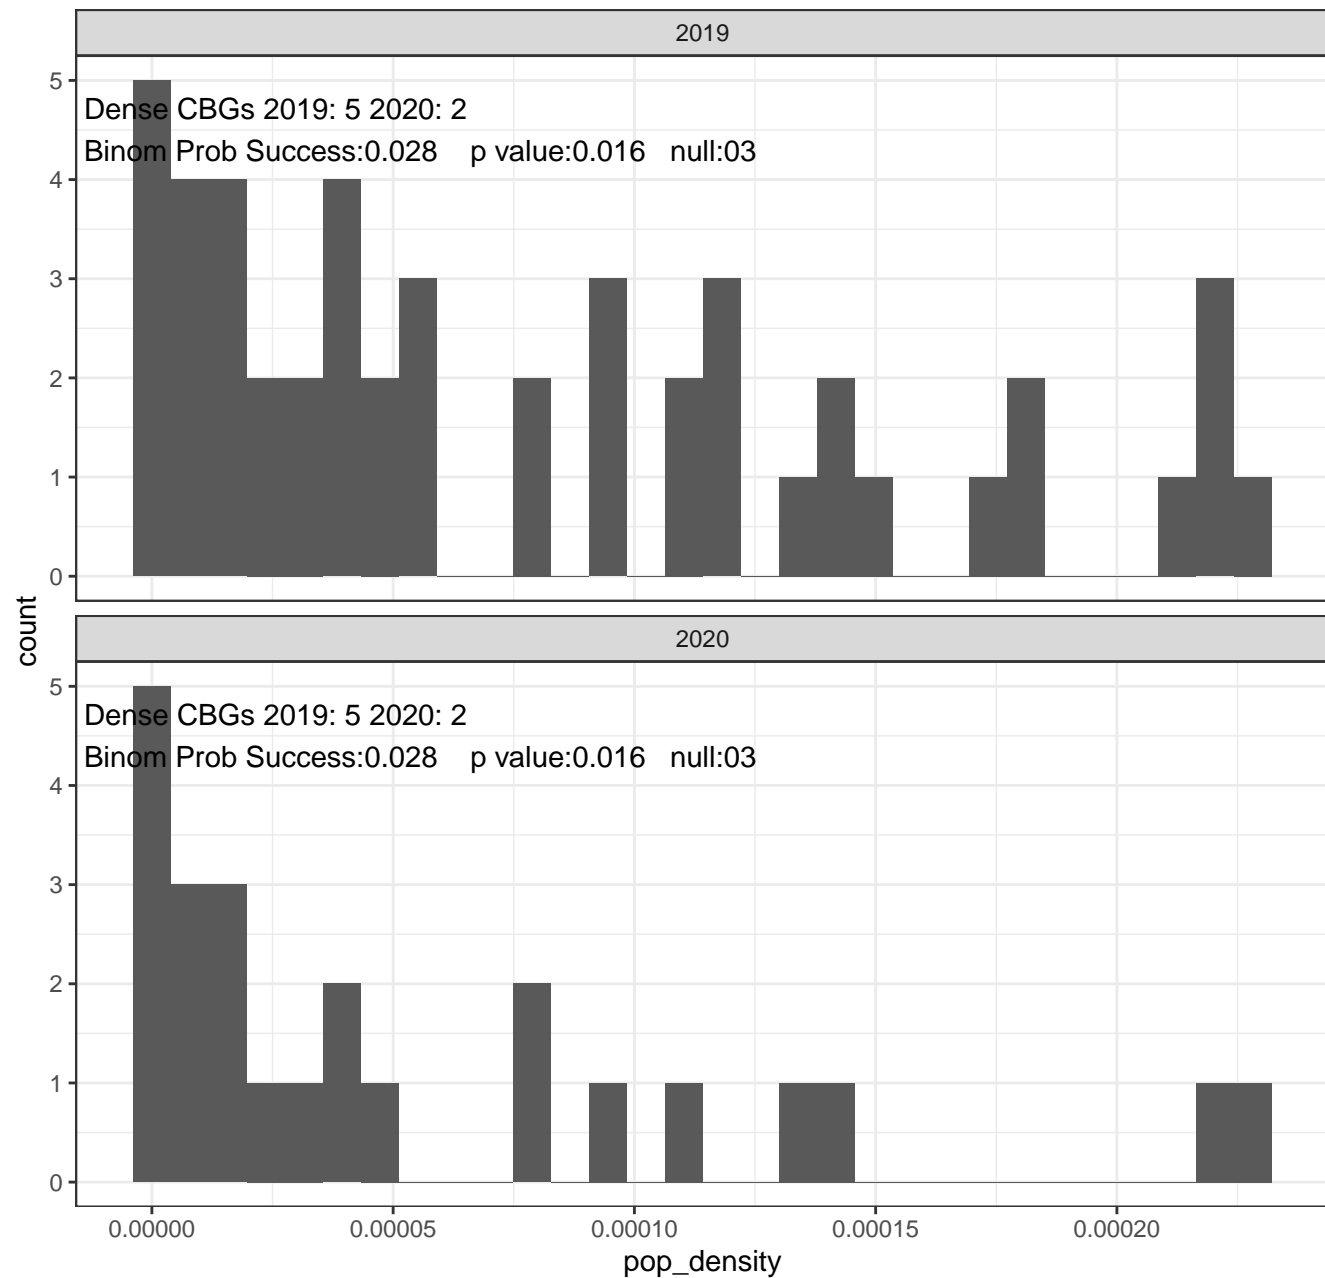 2019
5
4
3
2
1
0
Dense CBGs 2019: 5 2020: 2
Binom Prob Success:0.028 p value:0.016 null:03
count
2020
5
4
3
2
1
0
Dense CBGs 2019: 5 2020: 2
Binom Prob Success:0.028 p value:0.016 null:03
0.00000 0.00005 0.00010 0.00015 0.00020
pop_density